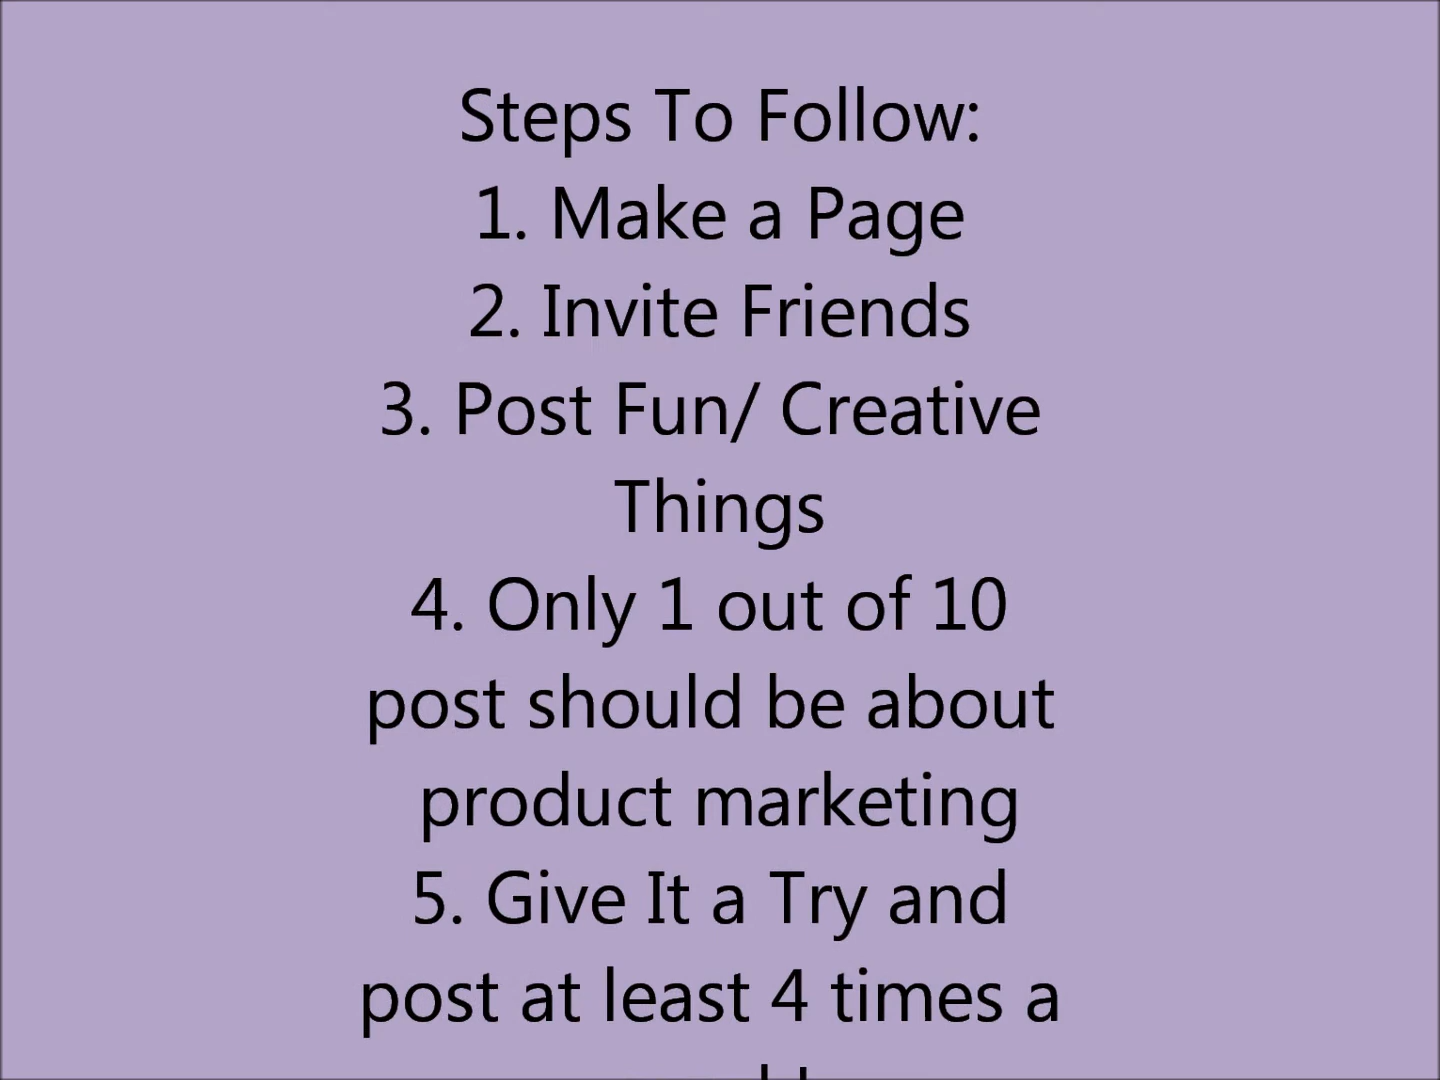 Steps To Follow:
1. Make a Page
2. Invite Friends
3. Post Fun/ Creative
Things
4. Only 1 out of 10
post should be about
product marketing
5. Give It a Try and
post at least 4 times a